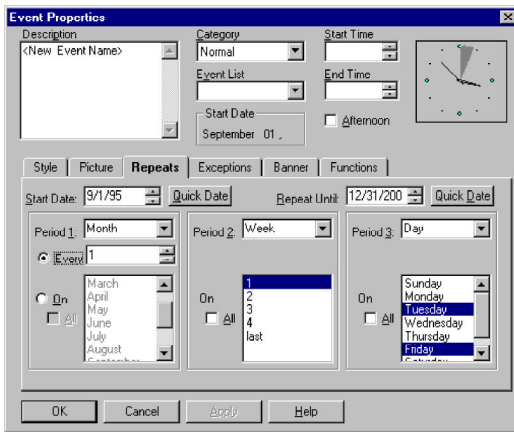 Event Properties
Description
<New Event Name>
Category
Normal
Event List
Start Date
September 01 ,
Start Time
End Time
Afternoon
Style
Picture
Repeats
Exceptions
Banner
Functions
Start Date: 9/1/95
Quick Date
Repeat Until: 12/31/200
Quick Date
Period 1: Month
Every 1
On
All
March
April
May
June
July
August
September
Period 2: Week
On
All
1
2
3
4
last
Period 3: Day
On
All
Sunday
Monday
Tuesday
Wednesday
Thursday
Friday
Saturday
OK
Cancel
Apply
Help